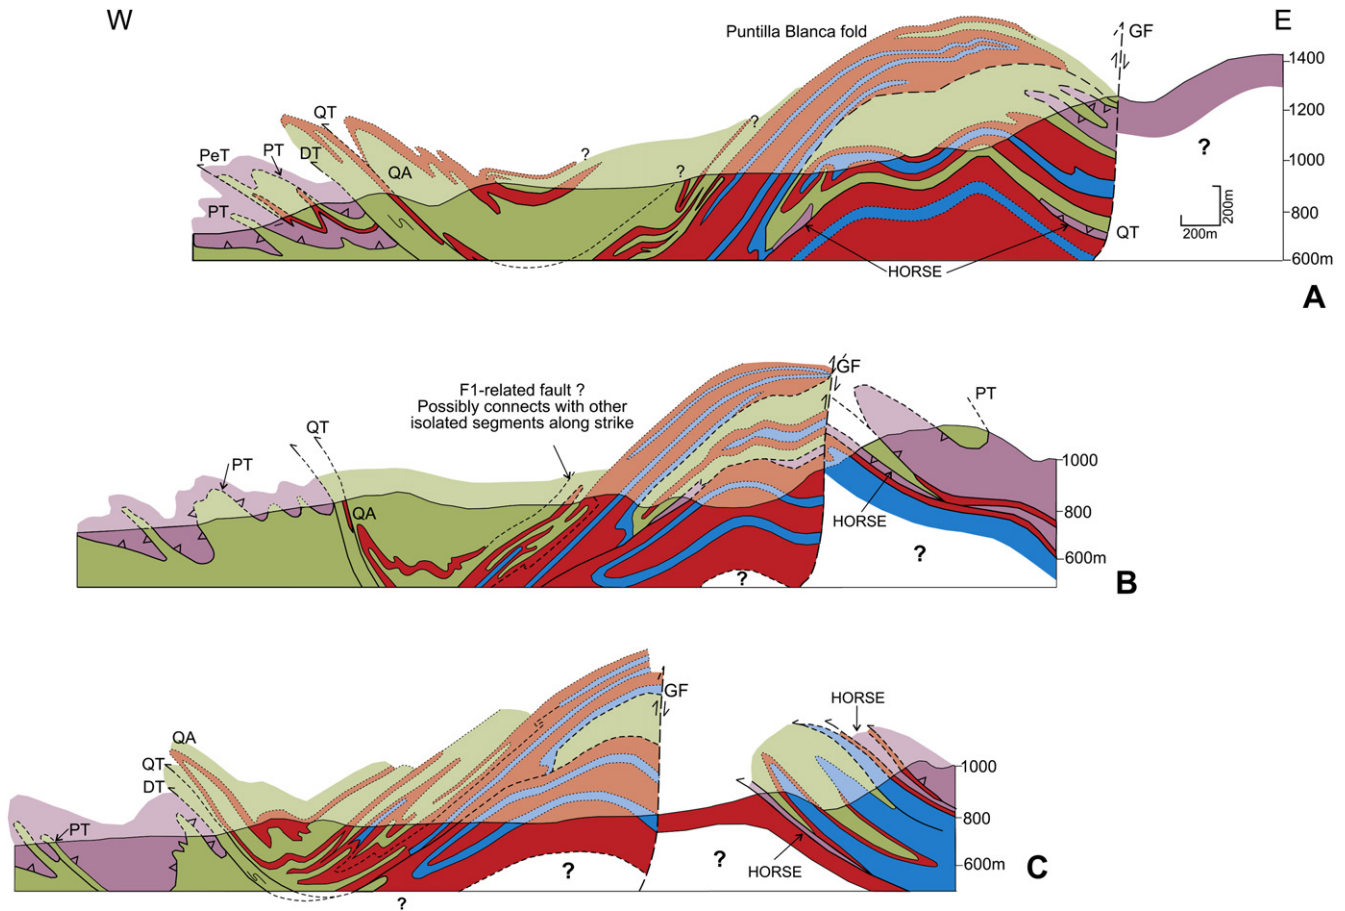 W
E
Puntilla Blanca fold
GF
1400
QT
1200
PeT
PT
DT
?
?
QA
?
?
1000
PT
200m
800
200m
QT
HORSE
600m
A
GF
F1-related fault ?
Possibly connects with other
isolated segments along strike
PT
QT
PT
1000
QA
HORSE
800
?
600m
?
B
GF
HORSE
QA
QT
1000
DT
PT
800
?
?
HORSE
600m
C
?